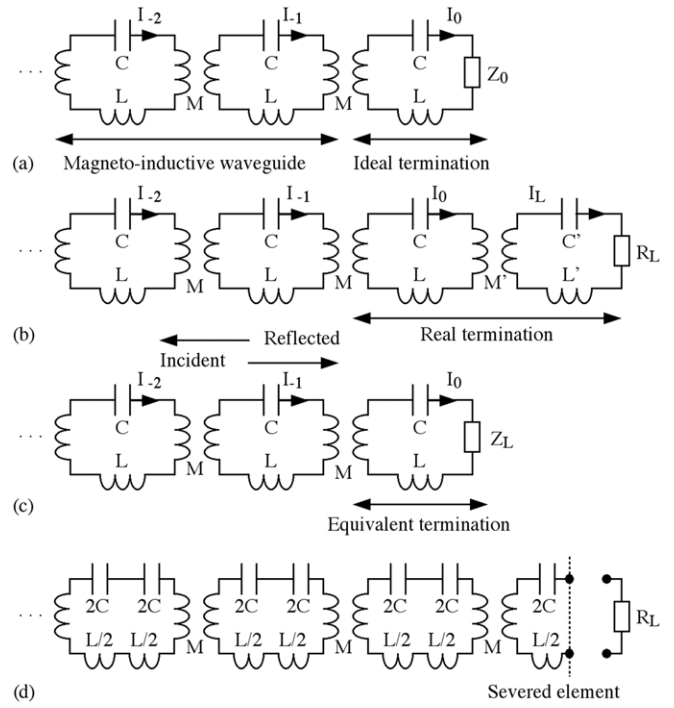 I-2 I-1 I0
C C C Z0
. . . L M L M L
(a) Magneto-inductive waveguide Ideal termination
I-2 I-1 I0 IL
C C C C' RL
. . . L M L M L M' L'
(b) Real termination
Reflected
Incident
I-2 I-1 I0
C C C ZL
. . . L M L M L
(c) Equivalent termination
2C 2C 2C 2C 2C 2C 2C RL
. . . L/2 L/2 M L/2 L/2 M L/2 L/2 M L/2
(d) Severed element